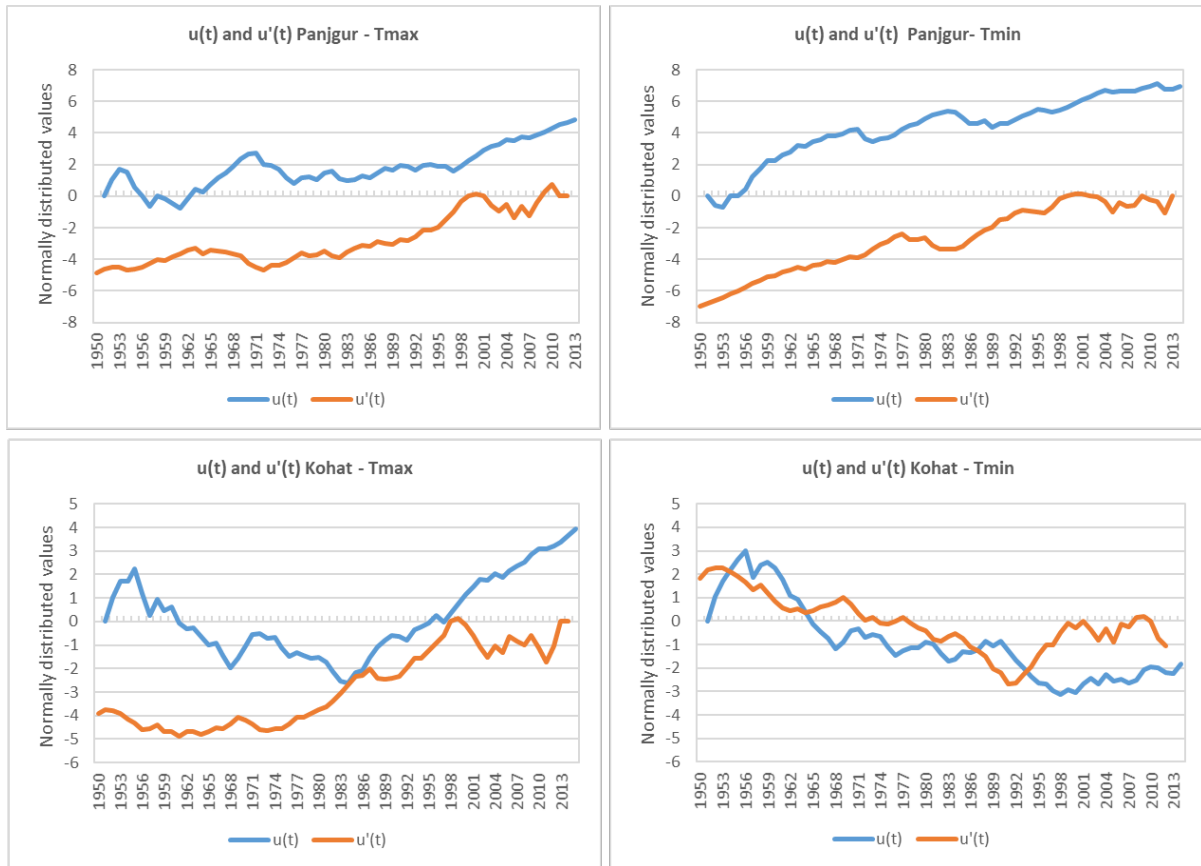 u(t) and u'(t) Panjgur - Tmax
Normally distributed values
8
6
4
2
0
-2
-4
-6
-8
1950 1953 1956 1959 1962 1965 1968 1971 1974 1977 1980 1983 1986 1989 1992 1995 1998 2001 2004 2007 2010 2013
u(t) u'(t)
u(t) and u'(t) Panjgur- Tmin
Normally distributed values
8
6
4
2
0
-2
-4
-6
-8
1950 1953 1956 1959 1962 1965 1968 1971 1974 1977 1980 1983 1986 1989 1992 1995 1998 2001 2004 2007 2010 2013
u(t) u'(t)
u(t) and u'(t) Kohat - Tmax
Normally distributed values
5
4
3
2
1
0
-1
-2
-3
-4
-5
-6
1950 1953 1956 1959 1962 1965 1968 1971 1974 1977 1980 1983 1986 1989 1992 1995 1998 2001 2004 2007 2010 2013
u(t) u'(t)
u(t) and u'(t) Kohat - Tmin
Normally distributed values
5
4
3
2
1
0
-1
-2
-3
-4
-5
-6
1950 1953 1956 1959 1962 1965 1968 1971 1974 1977 1980 1983 1986 1989 1992 1995 1998 2001 2004 2007 2010 2013
u(t) u'(t)